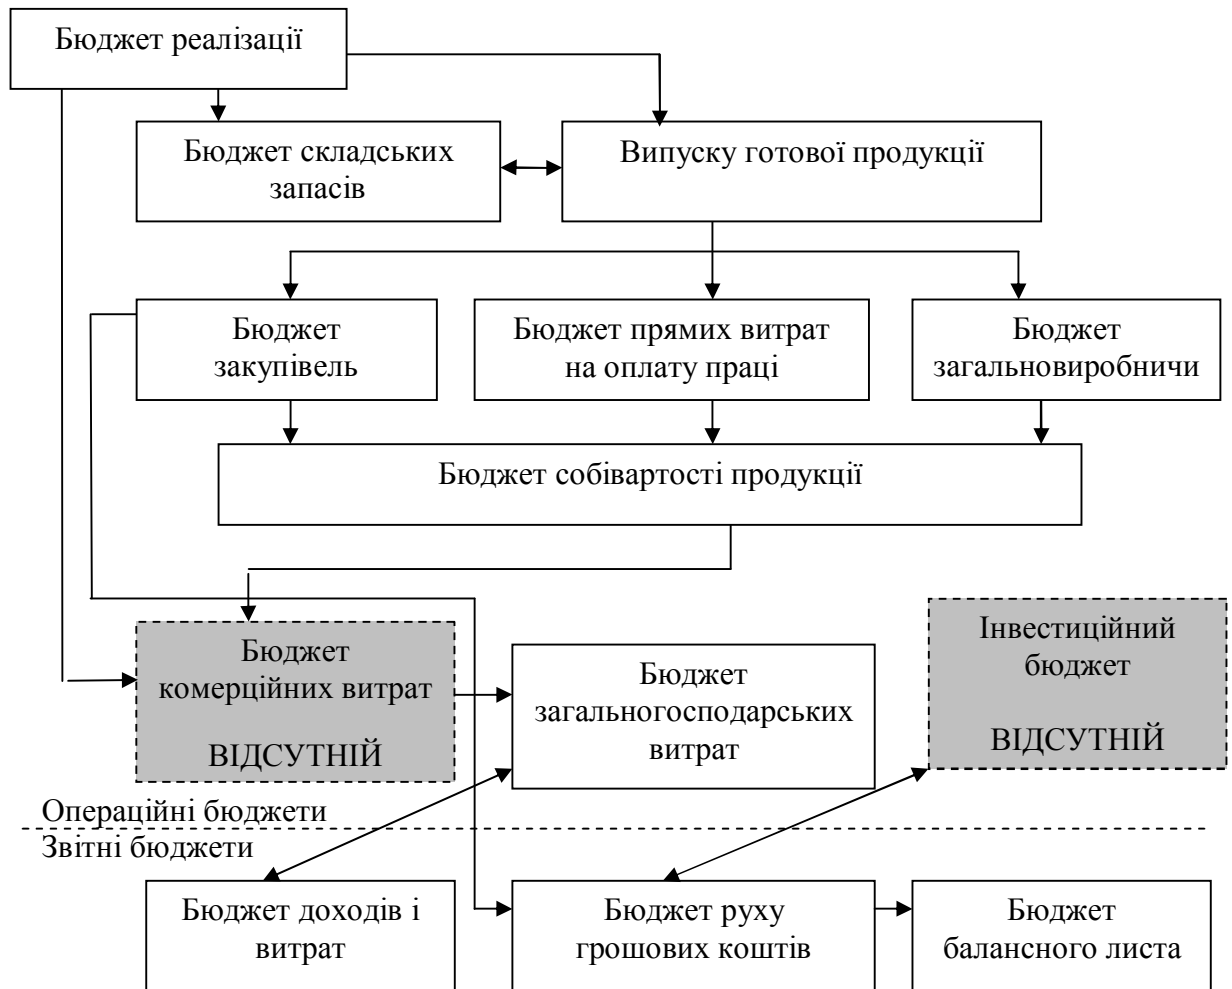 Бюджет реалізації
Бюджет складських
запасів
Випуску готової продукції
Бюджет
закупівель
Бюджет прямих витрат
на оплату праці
Бюджет
загальновиробничи
Бюджет собівартості продукції
Бюджет
комерційних витрат
ВІДСУТНІЙ
Бюджет
загальногосподарських
витрат
Інвестиційний
бюджет
ВІДСУТНІЙ
Операційні бюджети
Звітні бюджети
Бюджет доходів і
витрат
Бюджет руху
грошових коштів
Бюджет
балансного листа